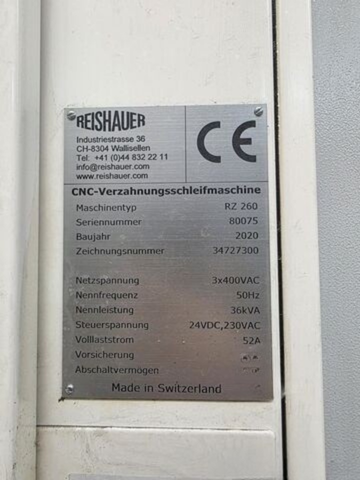 REISHAUER
Industriestrasse 36
CH-8304 Wallisellen
Tel: +41 (0)44 832 22 11
info@reishauer.com
www.reishauer.com
CE
CNC-Verzahnungsschleifmaschine
Maschinentyp RZ 260
Seriennummer 80075
Baujahr 2020
Zeichnungsnummer 34727300
Netzspannung 3x400VAC
Nennfrequenz 50Hz
Nennleistung 36kVA
Steuerspannung 24VDC,230VAC
Volllaststrom 52A
Vorsicherung
Abschaltvermögen
Made in Switzerland